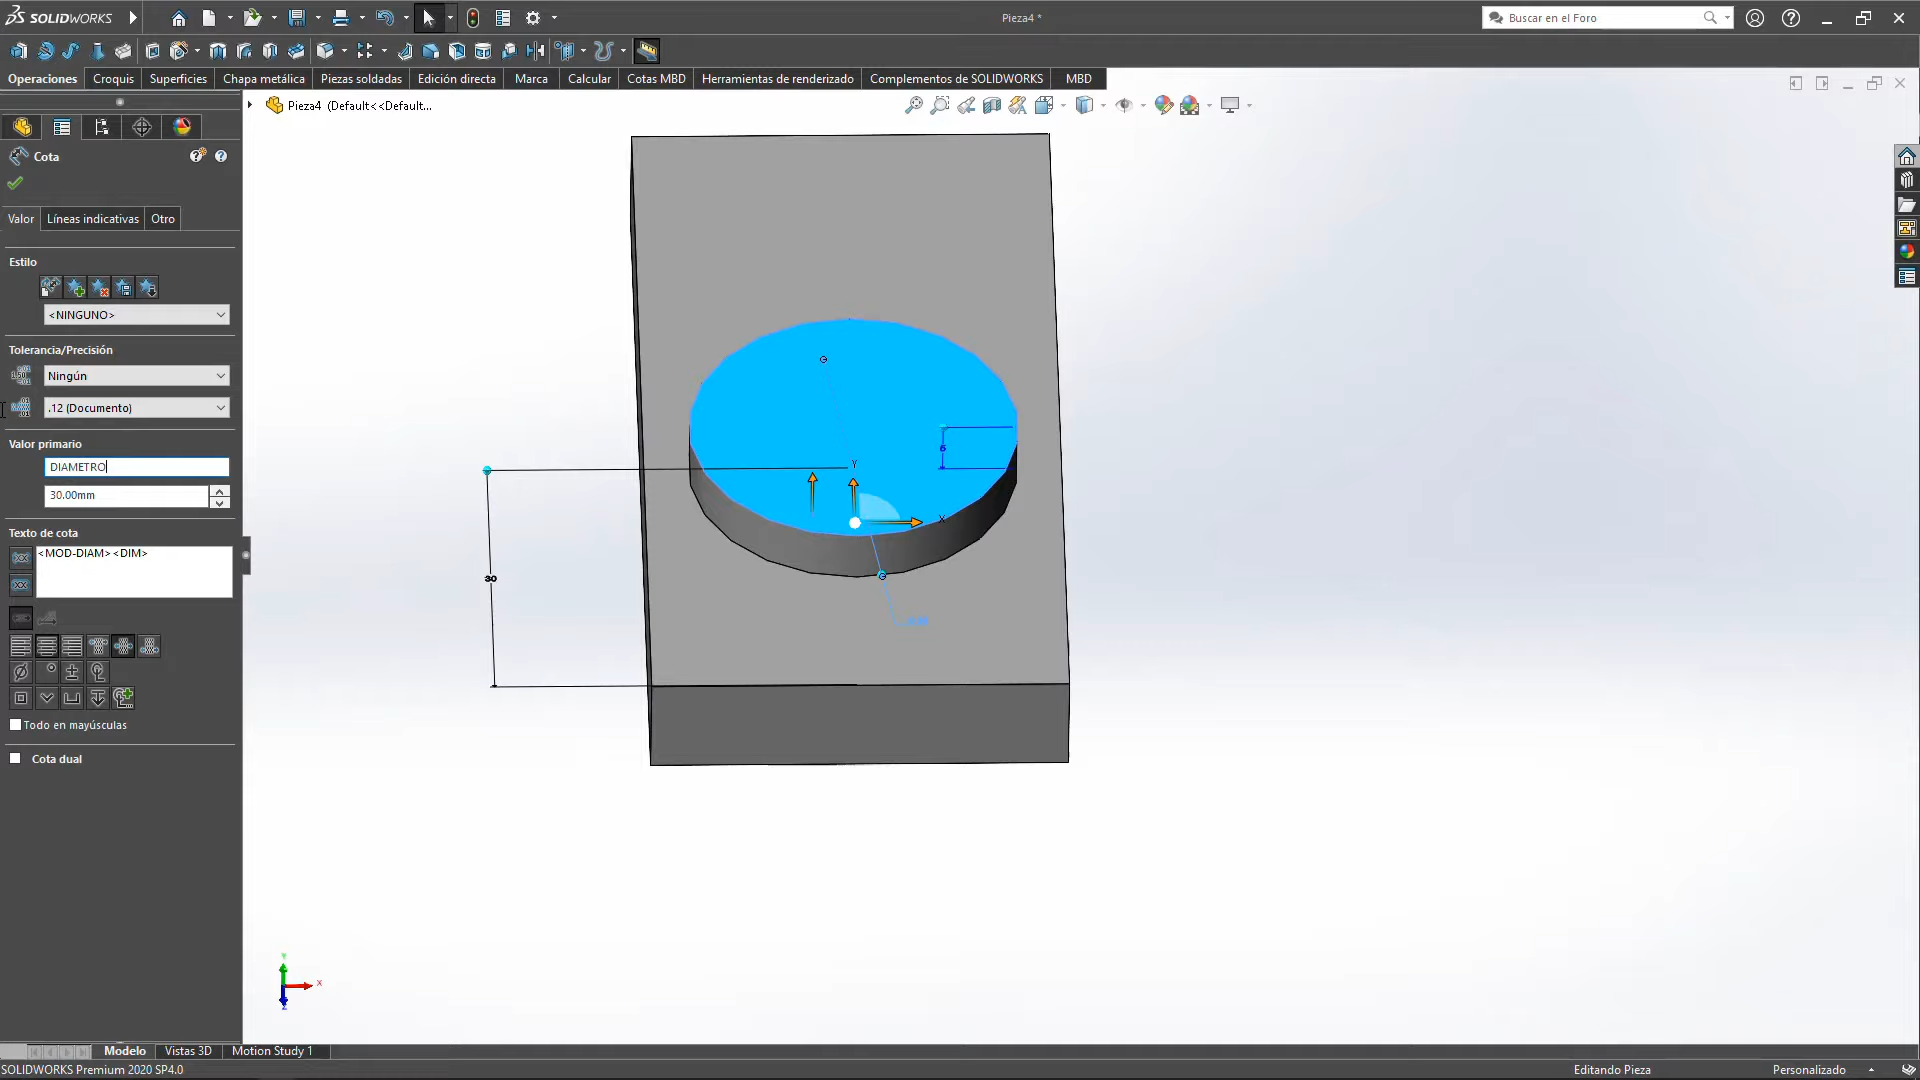 SOLIDWORKS
Pieza4 *
Buscar en el Foro
Operaciones
Croquis
Superficies
Chapa metálica
Piezas soldadas
Edición directa
Marca
Calcular
Cotas MBD
Herramientas de renderizado
Complementos de SOLIDWORKS
MBD
Pieza4 (Default<<Default...
Cota
Valor
Líneas indicativas
Otro
Estilo
<NINGUNO>
Tolerancia/Precisión
Ningún
.12 (Documento)
Valor primario
DIAMETRO
30.00mm
Texto de cota
<MOD-DIAM><DIM>
Todo en mayúsculas
Cota dual
Y
X
30
X
Modelo
Vistas 3D
Motion Study 1
SOLIDWORKS Premium 2020 SP4.0
Editando Pieza
Personalizado